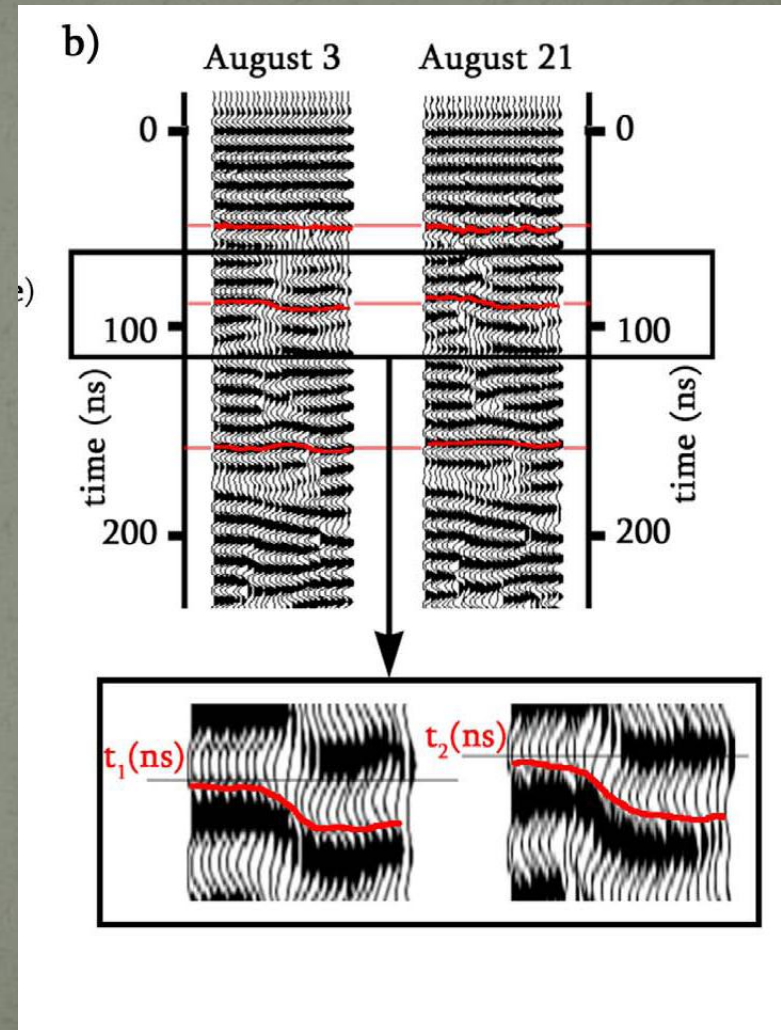 b)
August 3 August 21
0 0
e)
100 100
time (ns) time (ns)
200 200
t₁(ns) t₂(ns)